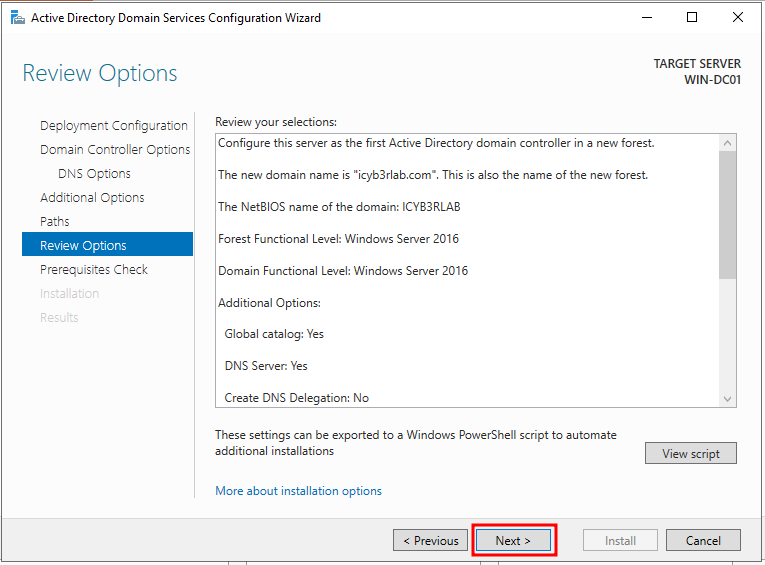 Active Directory Domain Services Configuration Wizard
Review Options
TARGET SERVER
WIN-DC01
Deployment Configuration
Domain Controller Options
DNS Options
Additional Options
Paths
Review Options
Prerequisites Check
Installation
Results
Review your selections:
Configure this server as the first Active Directory domain controller in a new forest.
The new domain name is "icyb3rlab.com". This is also the name of the new forest.
The NetBIOS name of the domain: ICYB3RLAB
Forest Functional Level: Windows Server 2016
Domain Functional Level: Windows Server 2016
Additional Options:
Global catalog: Yes
DNS Server: Yes
Create DNS Delegation: No
These settings can be exported to a Windows PowerShell script to automate
additional installations
View script
More about installation options
< Previous
Next >
Install
Cancel